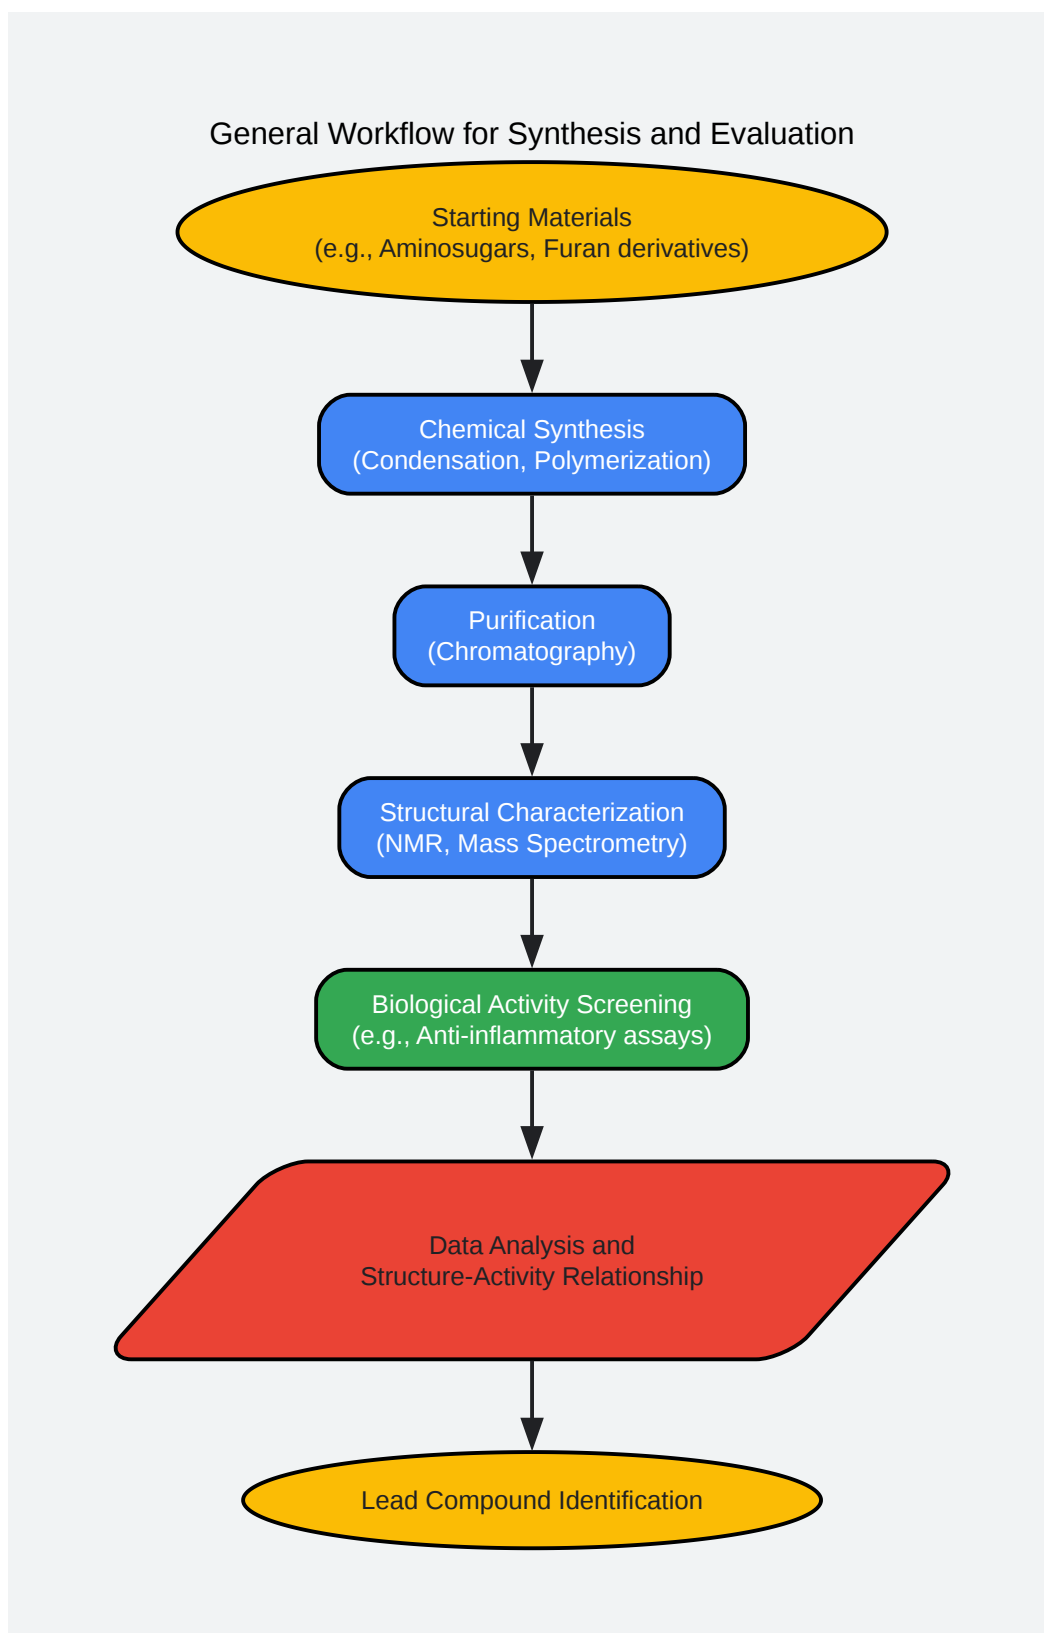 General Workflow for Synthesis and Evaluation
Starting Materials
(e.g., Aminosugars, Furan derivatives)
Chemical Synthesis
(Condensation, Polymerization)
Purification
(Chromatography)
Structural Characterization
(NMR, Mass Spectrometry)
Biological Activity Screening
(e.g., Anti-inflammatory assays)
Data Analysis and
Structure-Activity Relationship
Lead Compound Identification